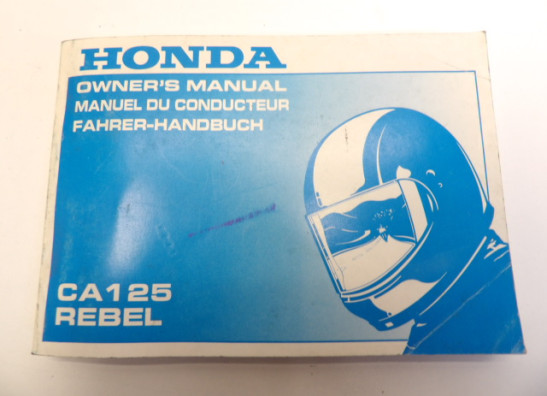 HONDA
OWNER'S MANUAL
MANUEL DU CONDUCTEUR
FAHRER-HANDBUCH
CA125
REBEL